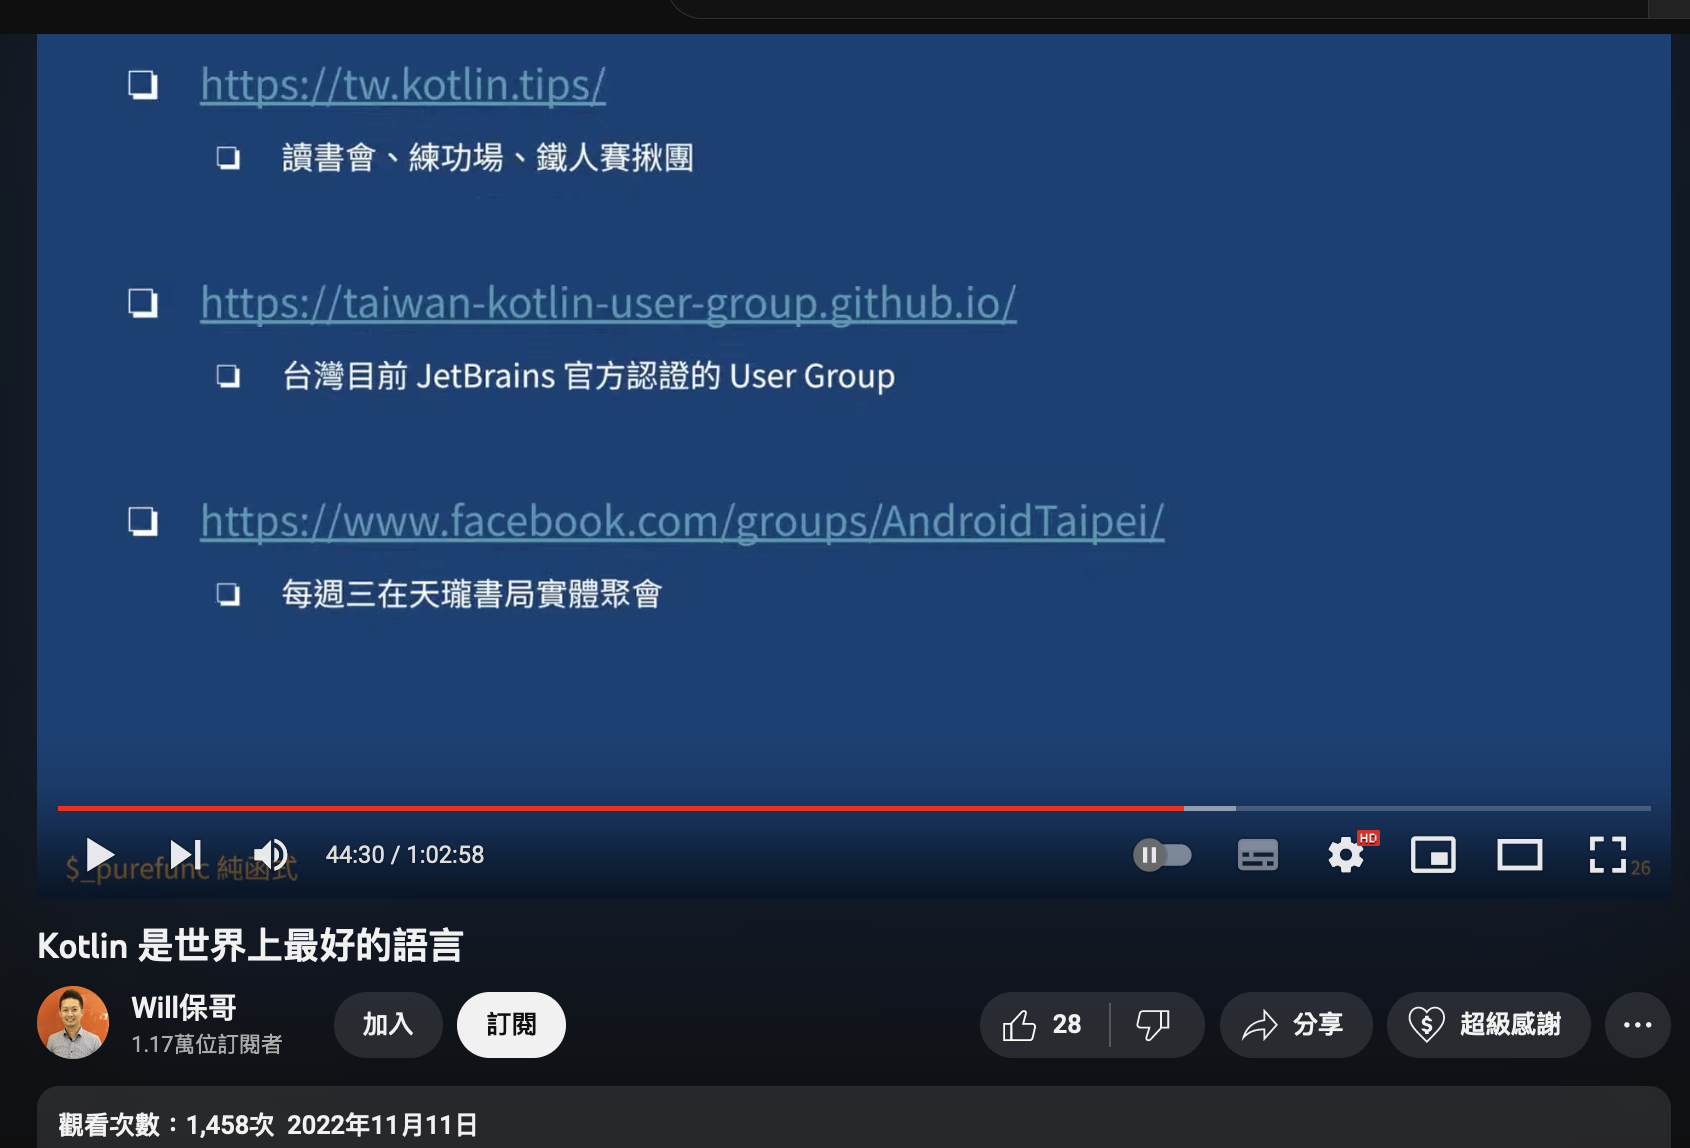 https://tw.kotlin.tips/
讀書會、練功場、鐵人賽揪團
https://taiwan-kotlin-user-group.github.io/
台灣目前 JetBrains 官方認證的 User Group
https://www.facebook.com/groups/AndroidTaipei/
每週三在天瓏書局實體聚會
44:30 / 1:02:58
HD
$_purefunc 純函式
26
Kotlin 是世界上最好的語言
Will保哥
1.17萬位訂閱者
加入
訂閱
28
分享
超級感謝
觀看次數：1,458次 2022年11月11日